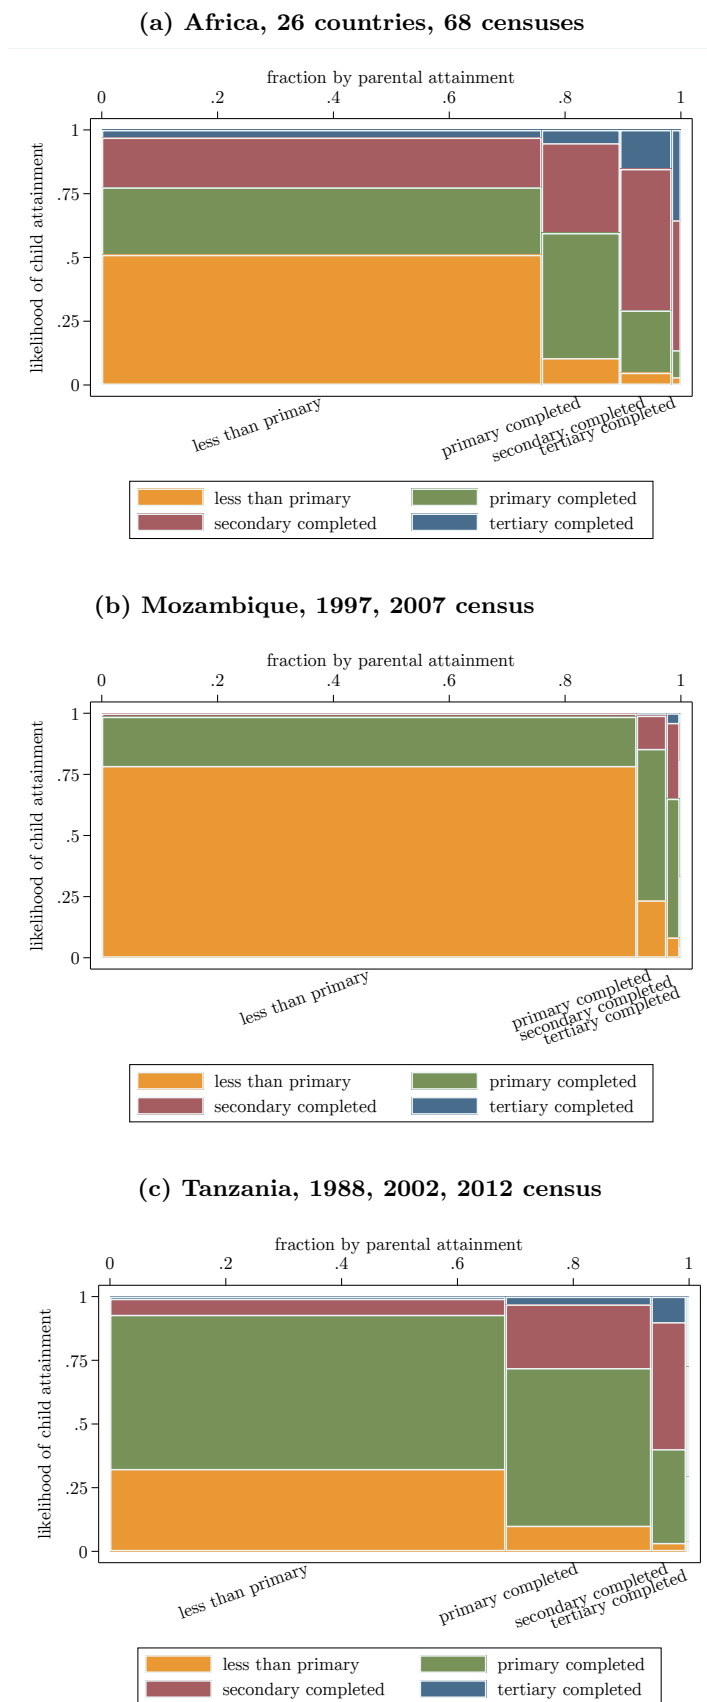 (a) Africa, 26 countries, 68 censuses
fraction by parental attainment
0 .2 .4 .6 .8 1
likelihood of child attainment
1
.75
.5
.25
0
less than primary
primary completed
secondary completed
tertiary completed
less than primary primary completed
secondary completed tertiary completed
(b) Mozambique, 1997, 2007 census
fraction by parental attainment
0 .2 .4 .6 .8 1
likelihood of child attainment
1
.75
.5
.25
0
less than primary
primary completed
secondary completed
tertiary completed
less than primary primary completed
secondary completed tertiary completed
(c) Tanzania, 1988, 2002, 2012 census
fraction by parental attainment
0 .2 .4 .6 .8 1
likelihood of child attainment
1
.75
.5
.25
0
less than primary
primary completed
secondary completed
tertiary completed
less than primary primary completed
secondary completed tertiary completed